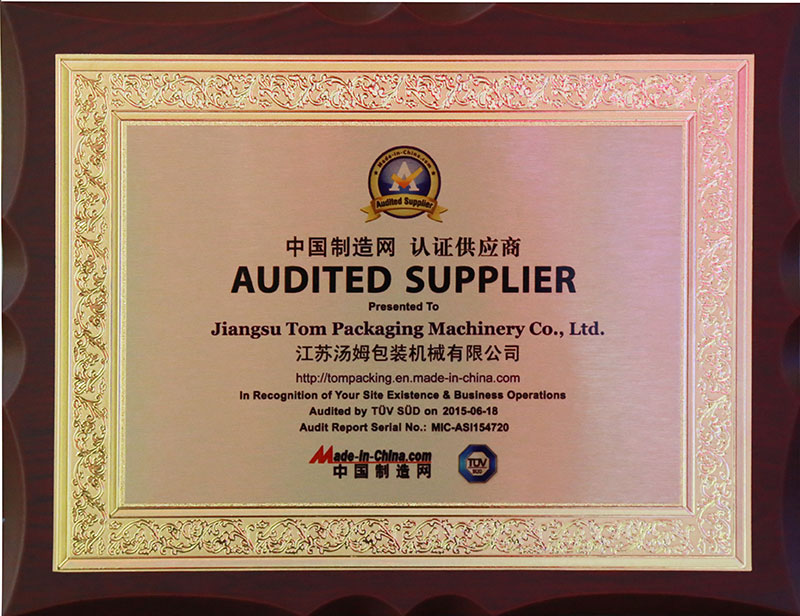 Made-in-China.com
Audited Supplier
中国制造网 认证供应商
AUDITED SUPPLIER
Presented To
Jiangsu Tom Packaging Machinery Co., Ltd.
江苏汤姆包装机械有限公司
http://tompacking.en.made-in-china.com
In Recognition of Your Site Existence & Business Operations
Audited by TÜV SÜD on 2015-06-18
Audit Report Serial No.: MIC-ASI154720
Made-in-China.com
中国制造网
TÜV
SÜD